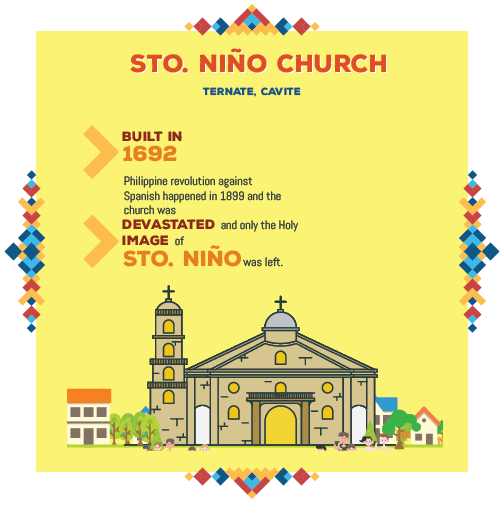 STO. NIÑO CHURCH
TERNATE, CAVITE
BUILT IN
1692
Philippine revolution against
Spanish happened in 1899 and the
church was
DEVASTATED and only the Holy
IMAGE of
STO. NIÑO was left.